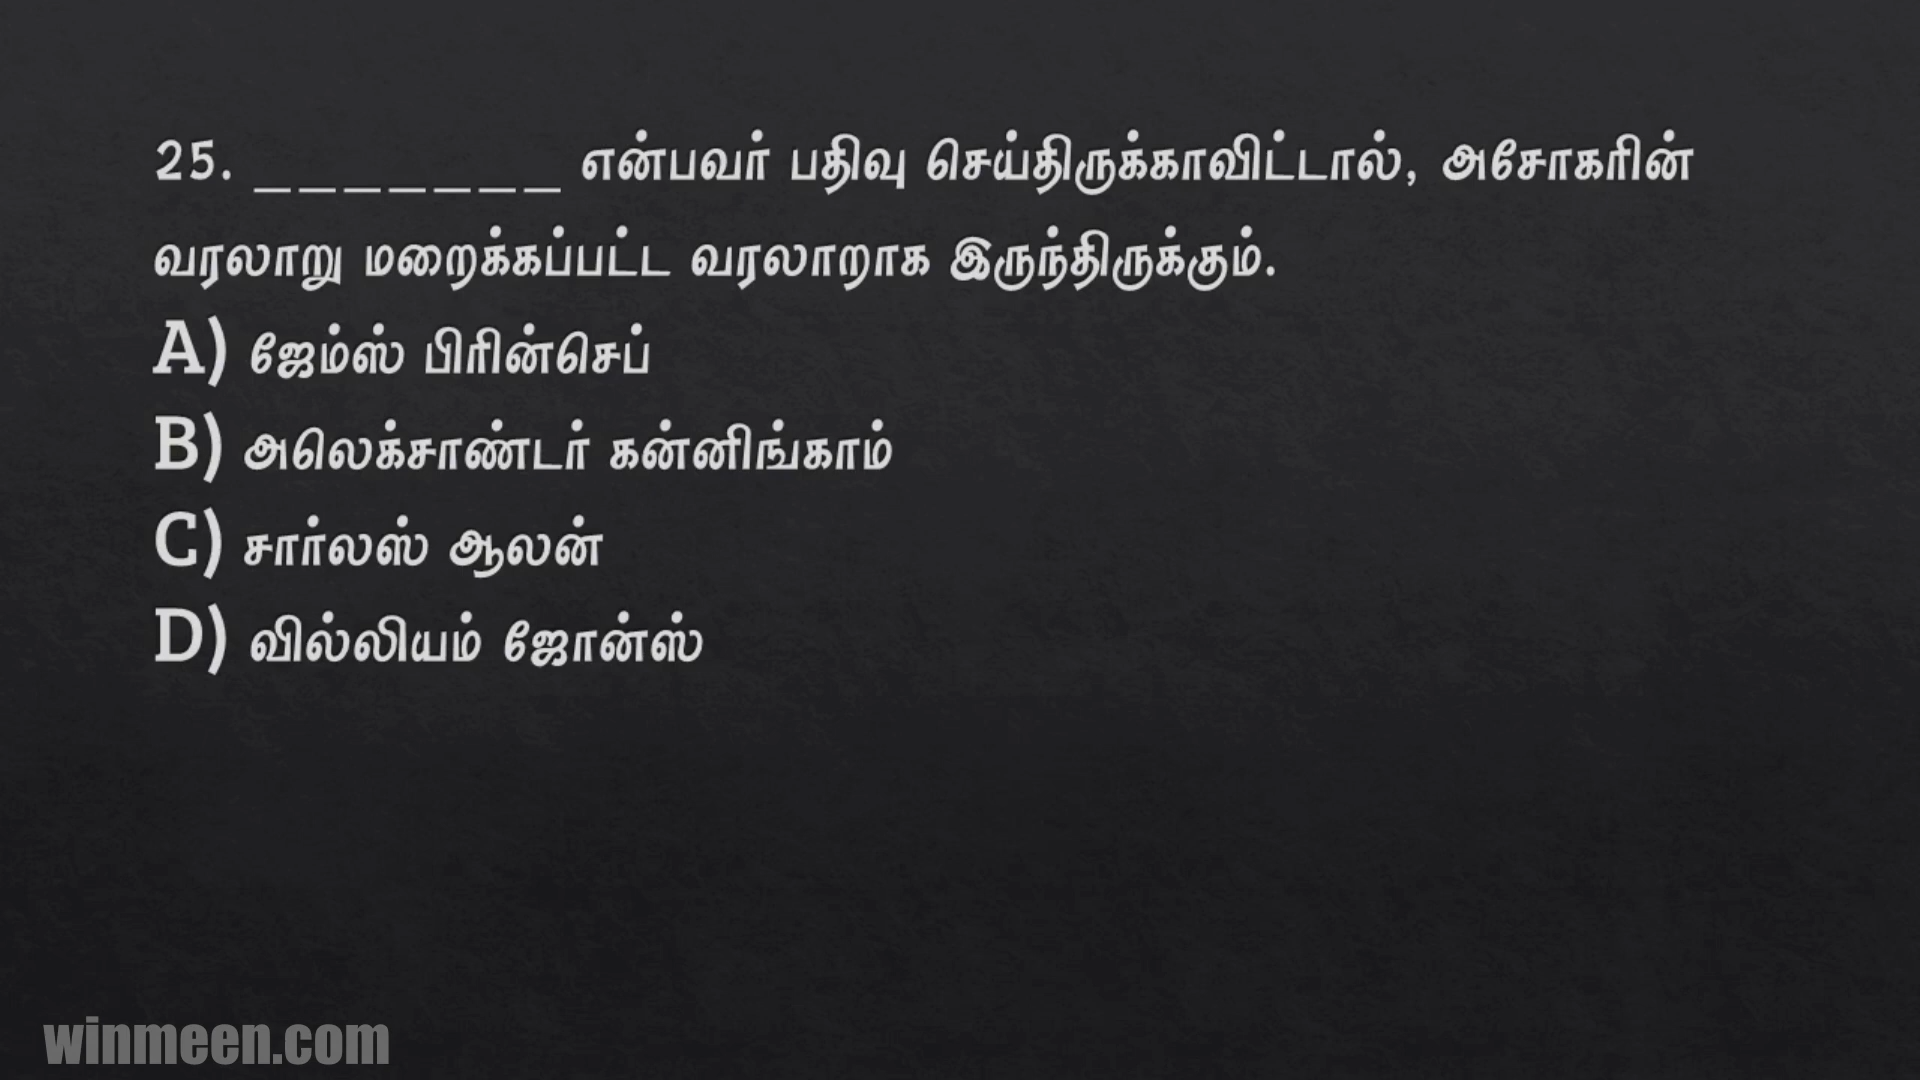 25. _______ என்பவர் பதிவு செய்திருக்காவிட்டால், அசோகரின்
வரலாறு மறைக்கப்பட்ட வரலாறாக இருந்திருக்கும்.
A) ஜேம்ஸ் பிரின்செப்
B) அலெக்சாண்டர் கன்னிங்காம்
C) சார்லஸ் ஆலன்
D) வில்லியம் ஜோன்ஸ்
winmeen.com